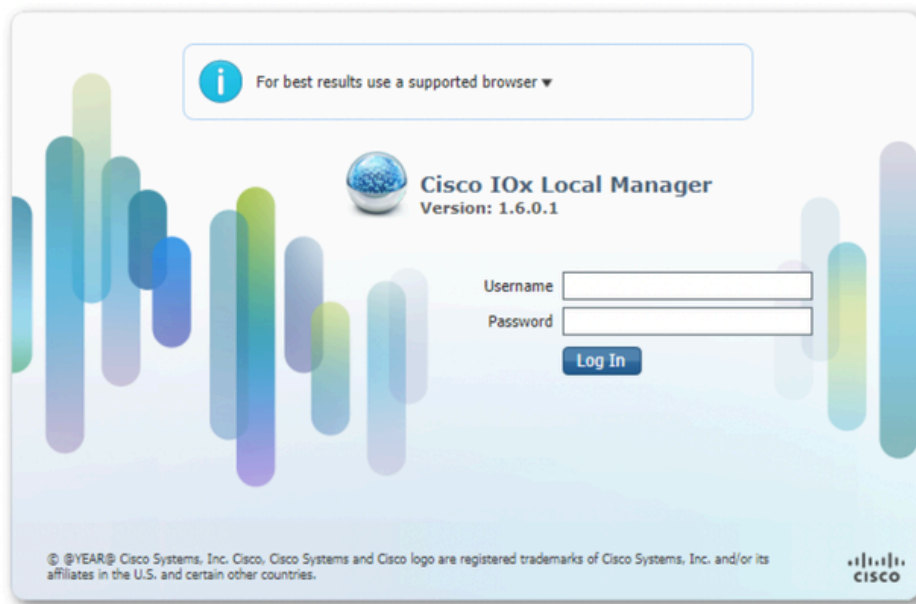 For best results use a supported browser ▾
Cisco IOx Local Manager
Version: 1.6.0.1
Username
Password
Log In
© @YEAR@ Cisco Systems, Inc. Cisco, Cisco Systems and Cisco logo are registered trademarks of Cisco Systems, Inc. and/or its
affiliates in the U.S. and certain other countries.
CISCO